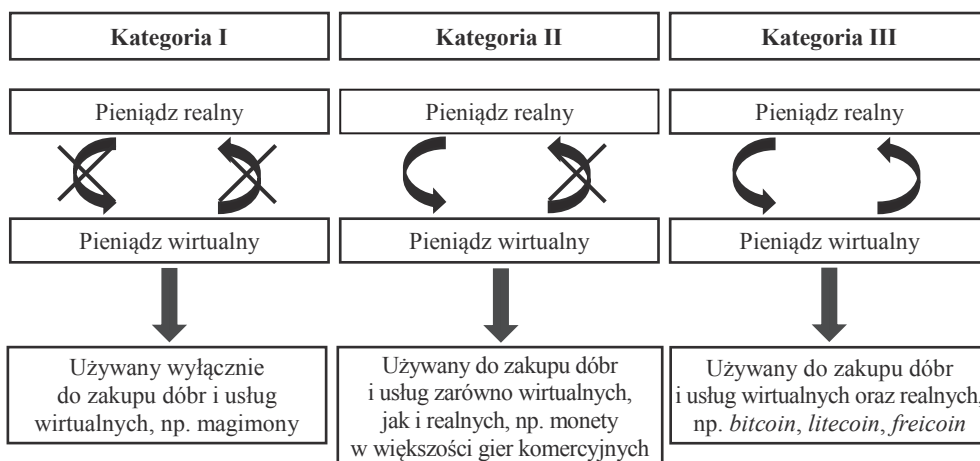 Kategoria I
Pieniądz realny
Pieniądz wirtualny
Używany wyłącznie
do zakupu dóbr i usług
wirtualnych, np. magimony
Kategoria II
Pieniądz realny
Pieniądz wirtualny
Używany do zakupu dóbr
i usług zarówno wirtualnych,
jak i realnych, np. monety
w większości gier komercyjnych
Kategoria III
Pieniądz realny
Pieniądz wirtualny
Używany do zakupu dóbr
i usług wirtualnych oraz realnych,
np. bitcoin, litecoin, freicoin